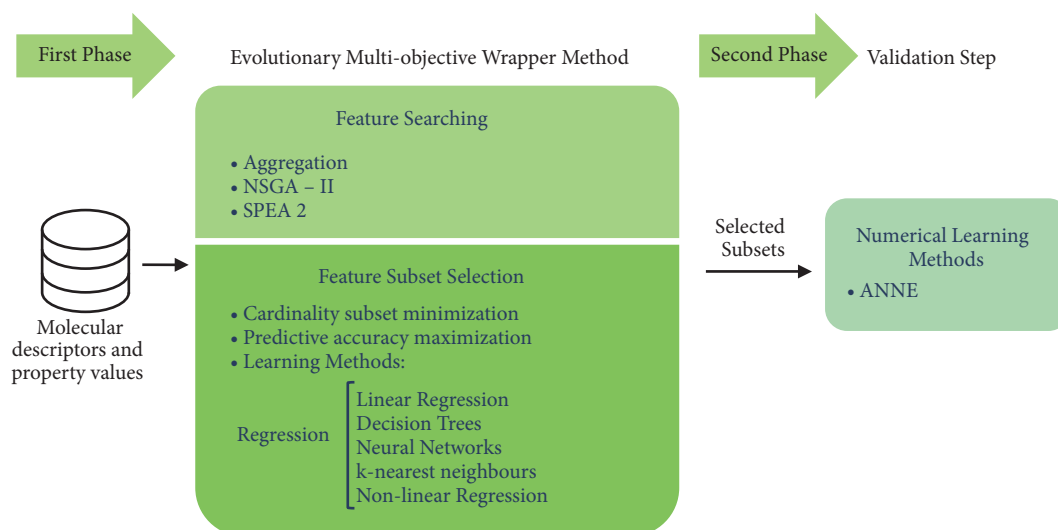 First Phase
Evolutionary Multi-objective Wrapper Method
Second Phase
Validation Step
Feature Searching
• Aggregation
• NSGA – II
• SPEA 2
Molecular
descriptors and
property values
Feature Subset Selection
• Cardinality subset minimization
• Predictive accuracy maximization
• Learning Methods:
Regression
Linear Regression
Decision Trees
Neural Networks
k-nearest neighbours
Non-linear Regression
Selected
Subsets
Numerical Learning
Methods
• ANNE